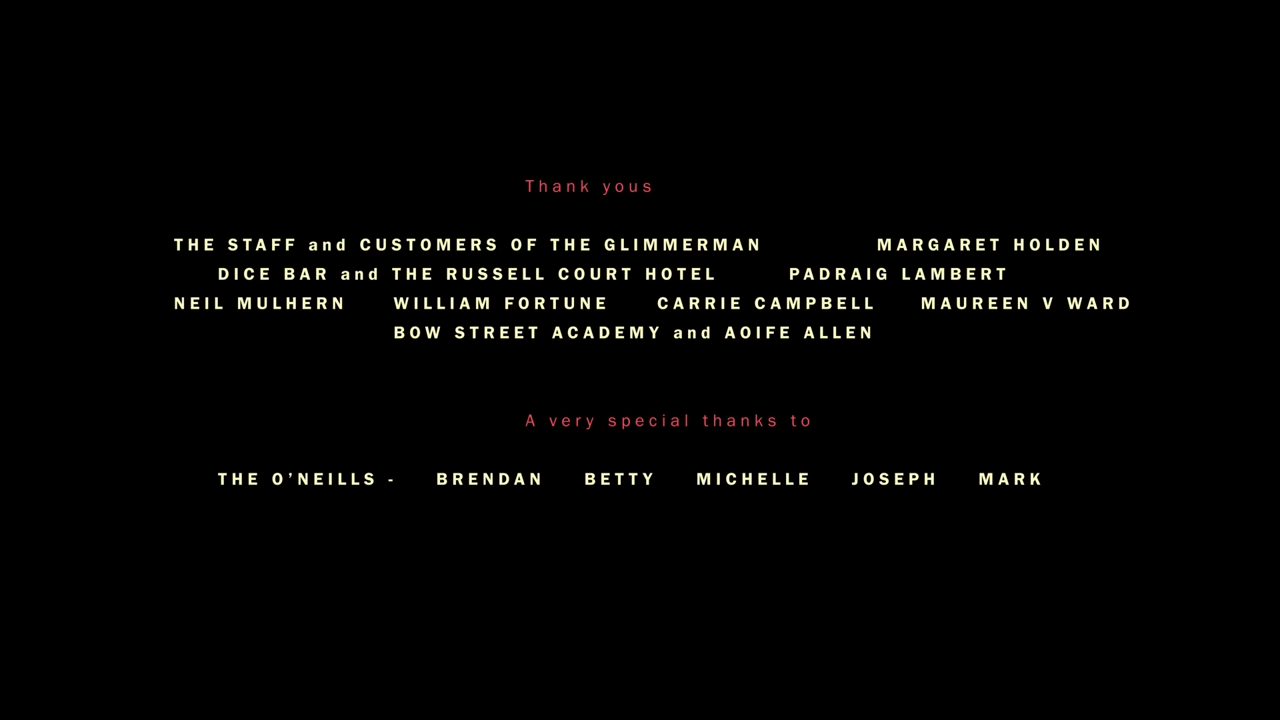 Thank yous
THE STAFF and CUSTOMERS OF THE GLIMMERMAN MARGARET HOLDEN
DICE BAR and THE RUSSELL COURT HOTEL PADRAIG LAMBERT
NEIL MULHERN WILLIAM FORTUNE CARRIE CAMPBELL MAUREEN V WARD
BOW STREET ACADEMY and AOIFE ALLEN
A very special thanks to
THE O’NEILLS - BRENDAN BETTY MICHELLE JOSEPH MARK